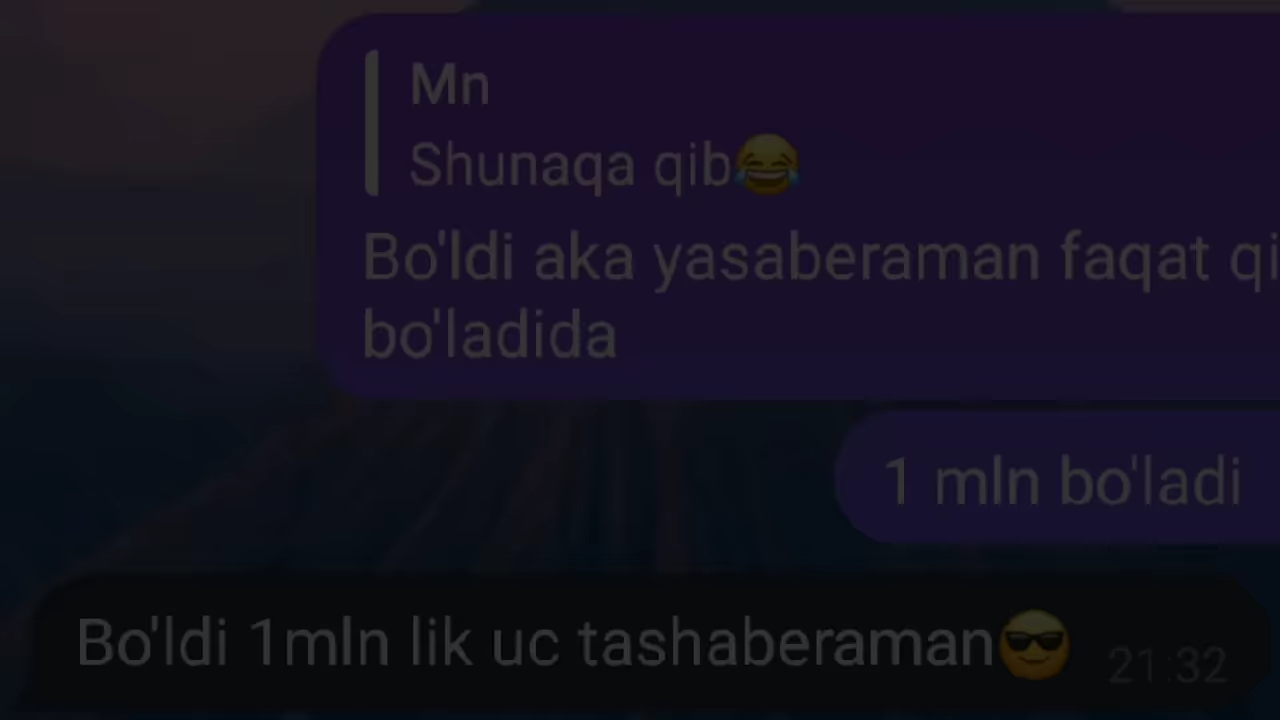 Mn
Shunaqa qib😂
Bo'ldi aka yasaberaman faqat
bo'ladida
1 mln bo'ladi
Bo'ldi 1mln lik uc tashaberaman😎 21:32